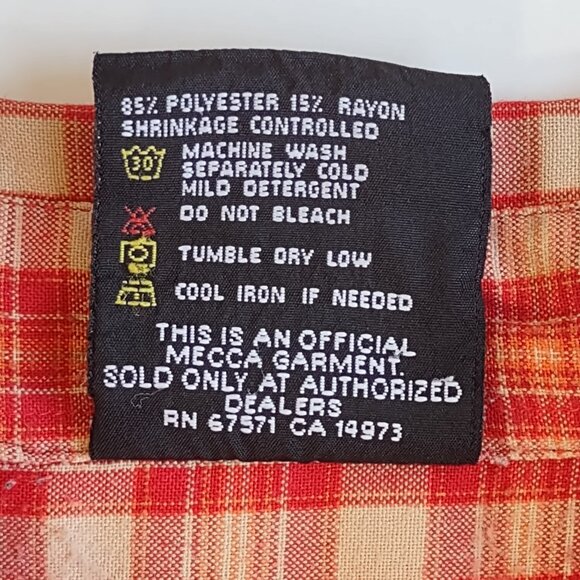 85% POLYESTER 15% RAYON
SHRINKAGE CONTROLLED
30° MACHINE WASH
SEPARATELY COLD
MILD DETERGENT
DO NOT BLEACH
TUMBLE DRY LOW
COOL IRON IF NEEDED
THIS IS AN OFFICIAL
MECCA GARMENT.
SOLD ONLY AT AUTHORIZED
DEALERS
RN 67571 CA 14973